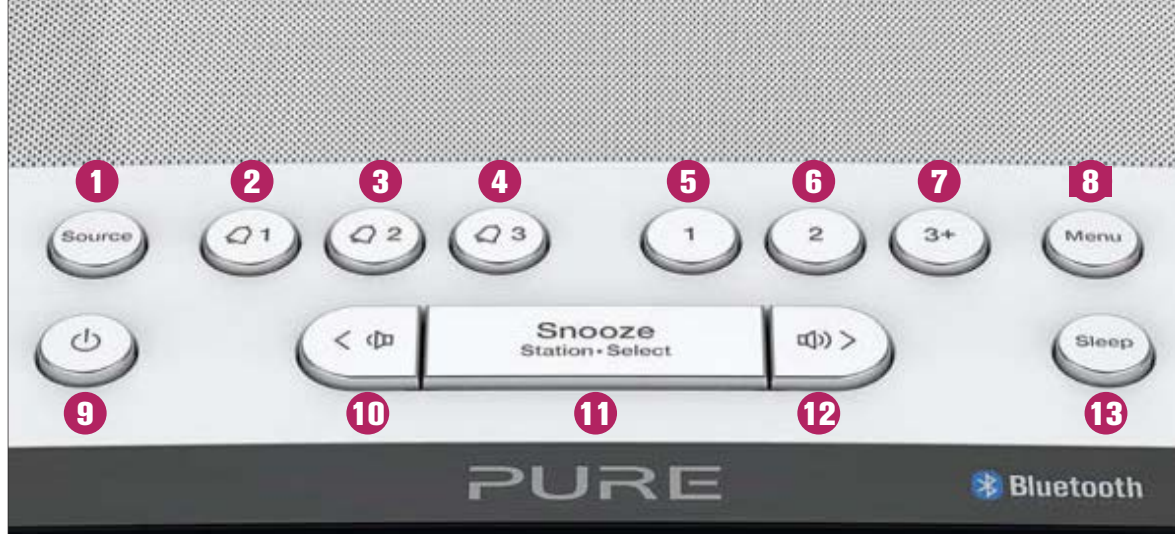 1 2 3 4 5 6 7 8
Source 1 2 3 1 2 3+ Menu
< Snooze >
Station•Select
Sleep
9 10 11 12 13
PURE Bluetooth